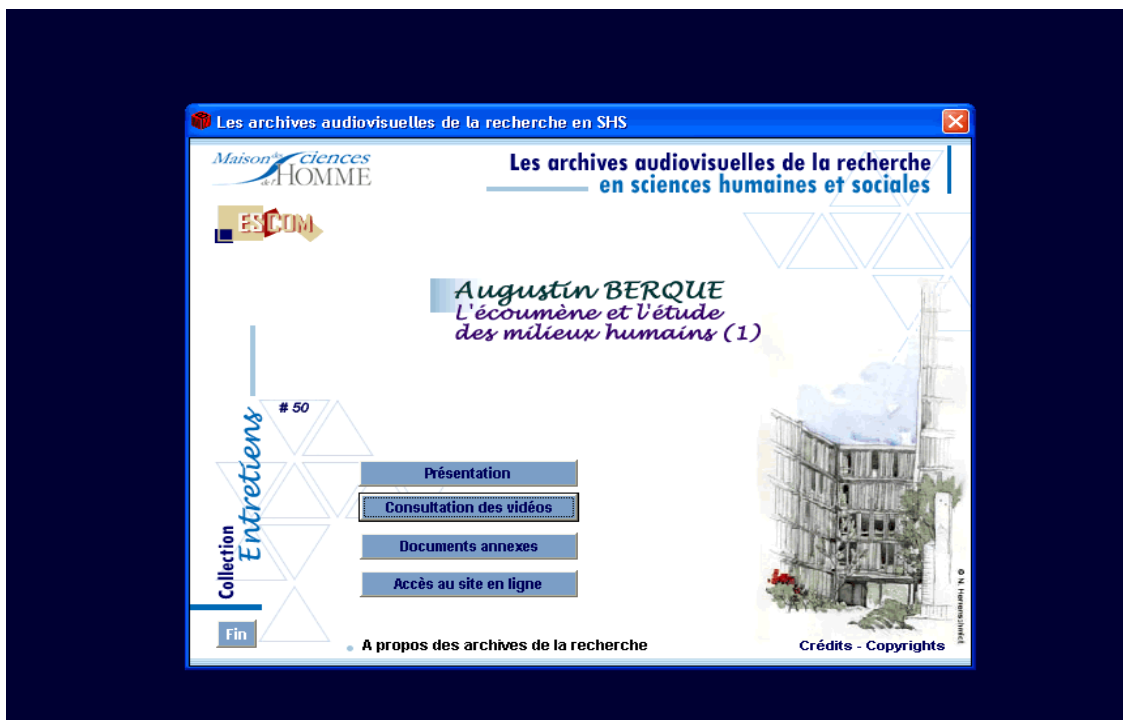 Les archives audiovisuelles de la recherche en SHS
Maison des Sciences
de l'HOMME
Les archives audiovisuelles de la recherche
en sciences humaines et sociales
ESCOM
Augustin BERQUE
L'écoumène et l'étude
des milieux humains (1)
# 50
Collection
Entretiens
Présentation
Consultation des vidéos
Documents annexes
Accès au site en ligne
Fin
A propos des archives de la recherche
Crédits - Copyrights
© N. Herrenschmidt